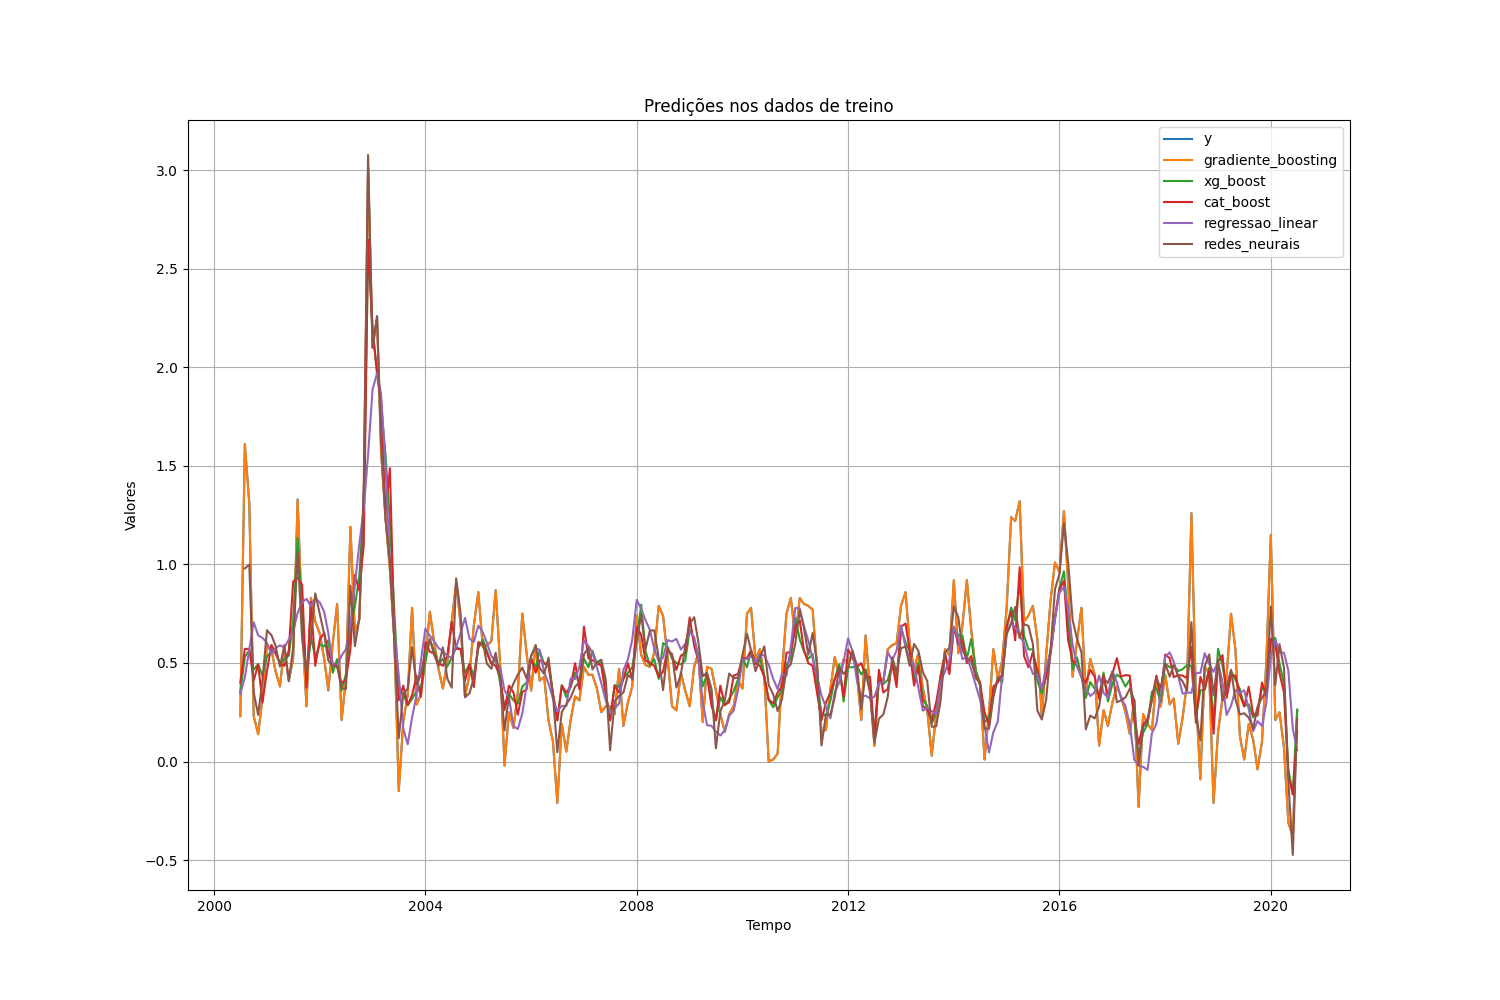 Predições nos dados de treino
y
gradiente_boosting
xg_boost
cat_boost
regressao_linear
redes_neurais
Valores
3.0
2.5
2.0
1.5
1.0
0.5
0.0
−0.5
2000
2004
2008
2012
2016
2020
Tempo